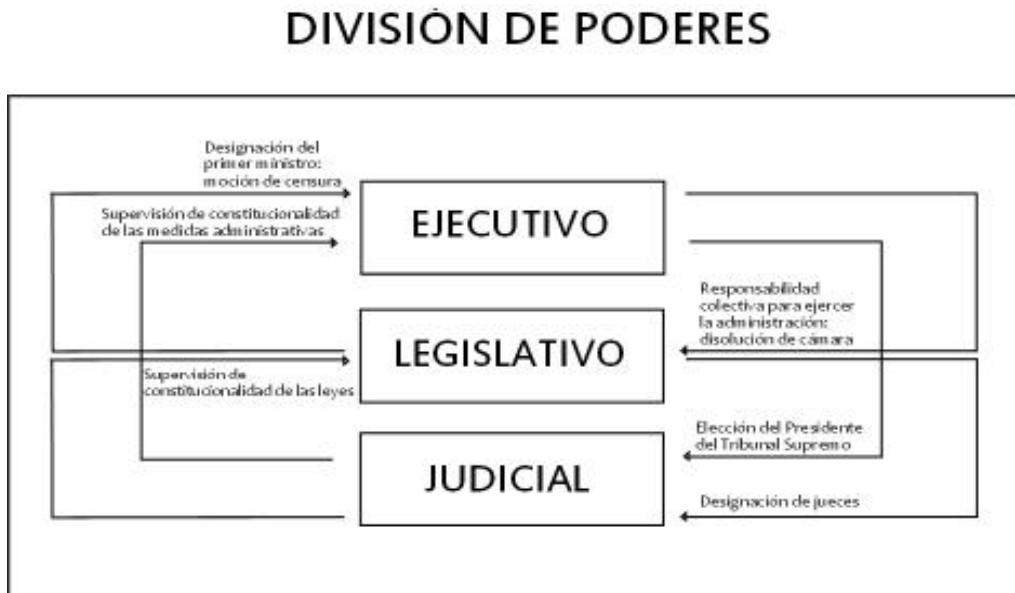 DIVISIÓN DE PODERES
Designación del
primer ministro:
moción de censura
Supervisión de constitucionalidad
de las medidas administrativas
EJECUTIVO
Responsabilidad
colectiva para ejercer
la administración:
disolución de cámara
LEGISLATIVO
Supervisión de
constitucionalidad de las leyes
Elección del Presidente
del Tribunal Supremo
JUDICIAL
Designación de jueces